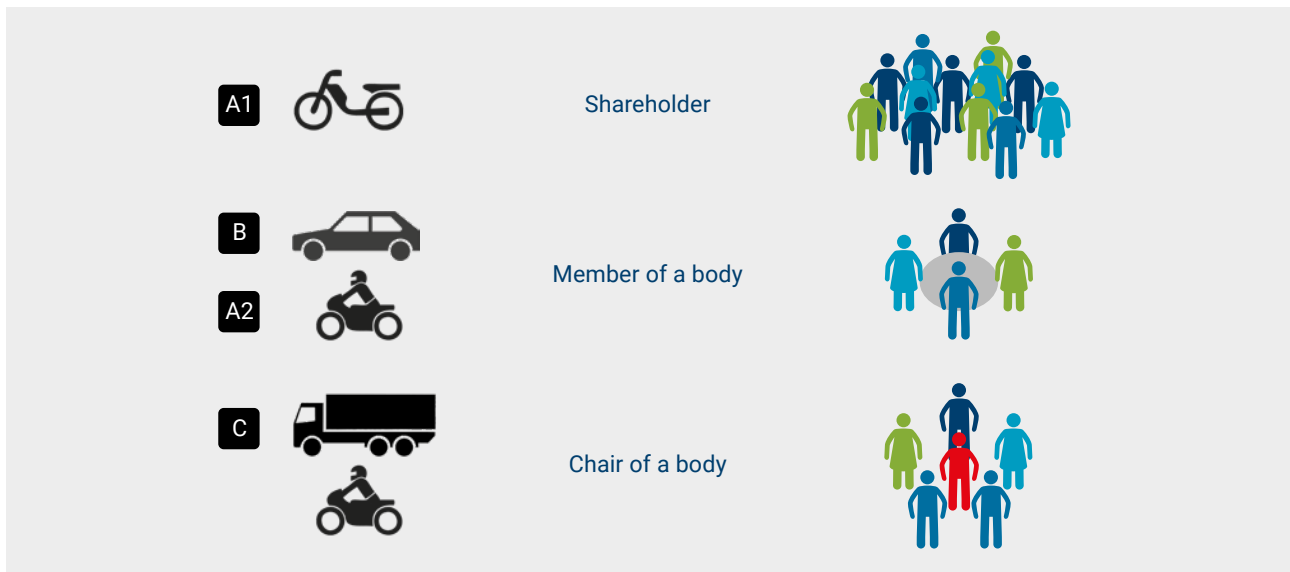 A1
Shareholder
B
Member of a body
A2
C
Chair of a body